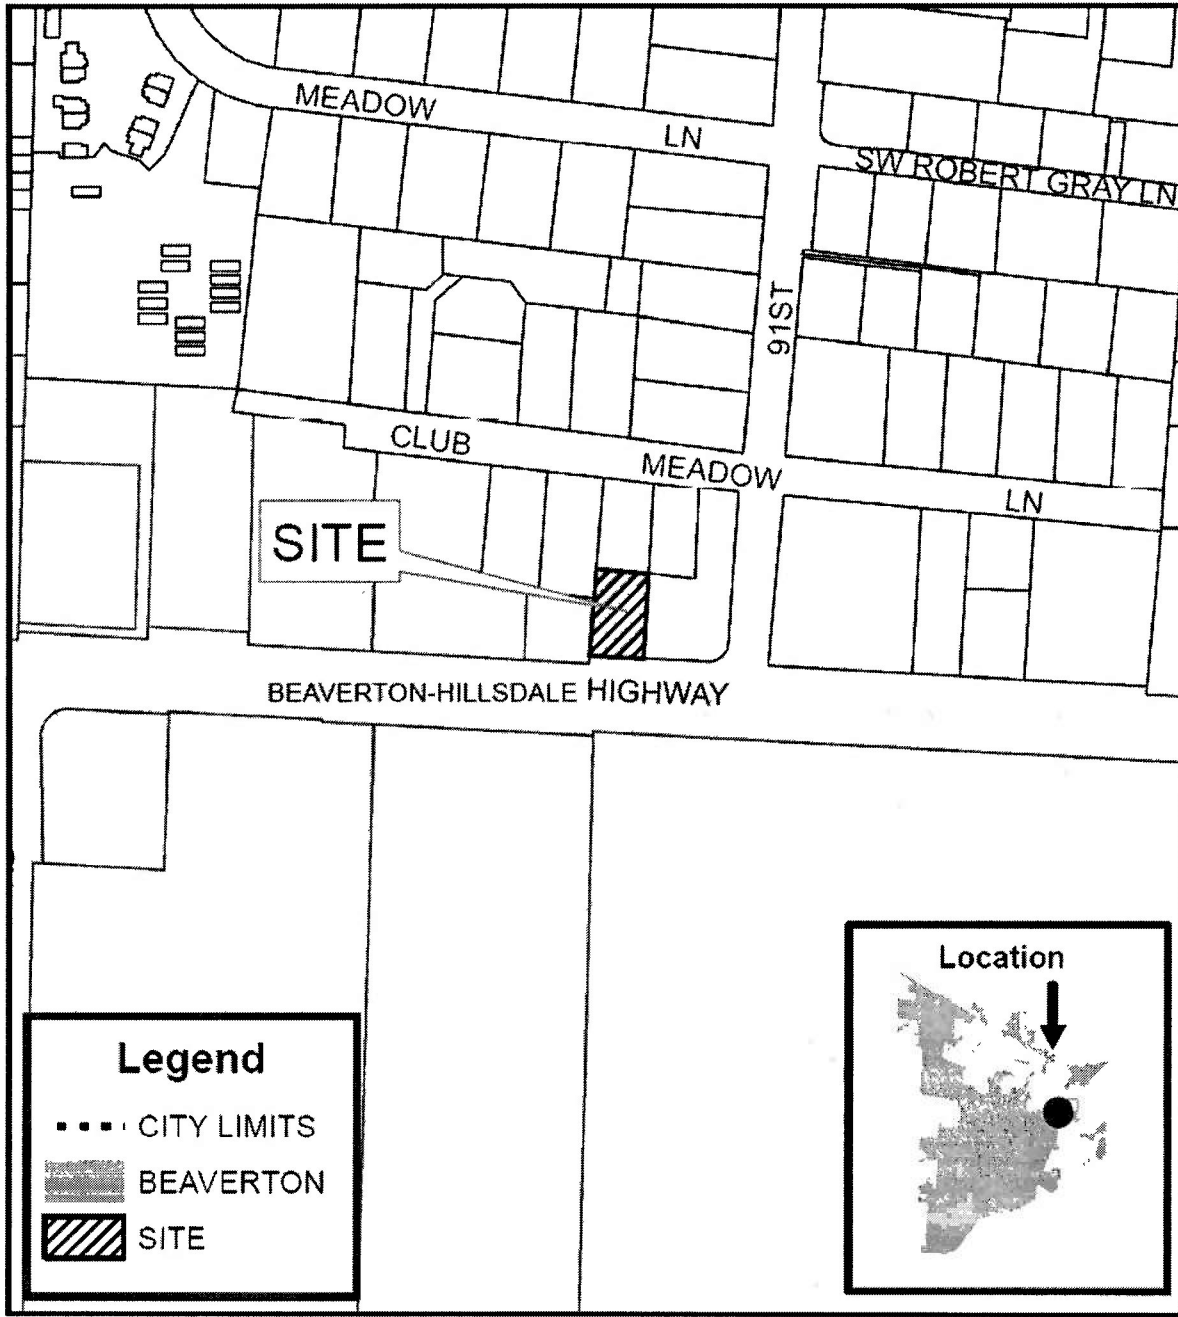 MEADOW LN
SW ROBERT GRAY LN
91ST
CLUB MEADOW LN
SITE
BEAVERTON-HILLSDALE HIGHWAY
Location
Legend
CITY LIMITS
BEAVERTON
SITE